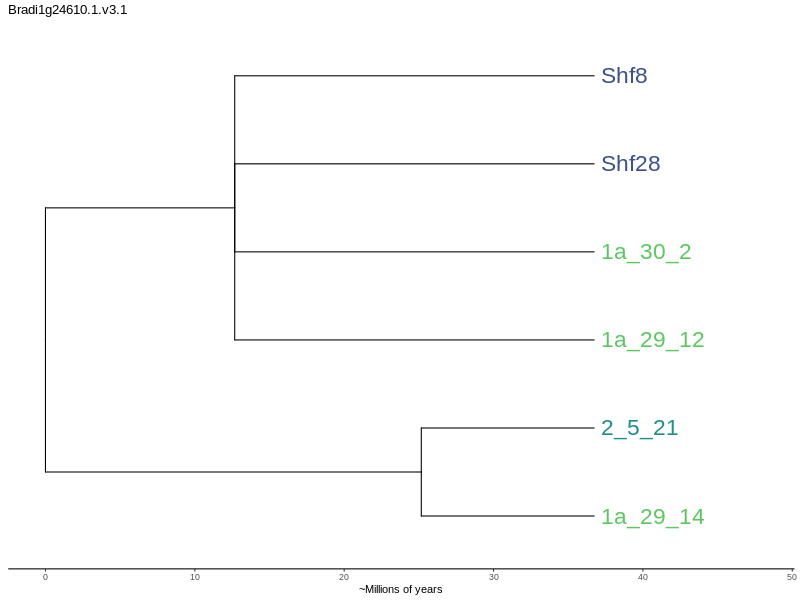 Bradi1g24610.1.v3.1
Shf8
Shf28
1a_30_2
1a_29_12
2_5_21
1a_29_14
0 10 20 30 40 50
~Millions of years